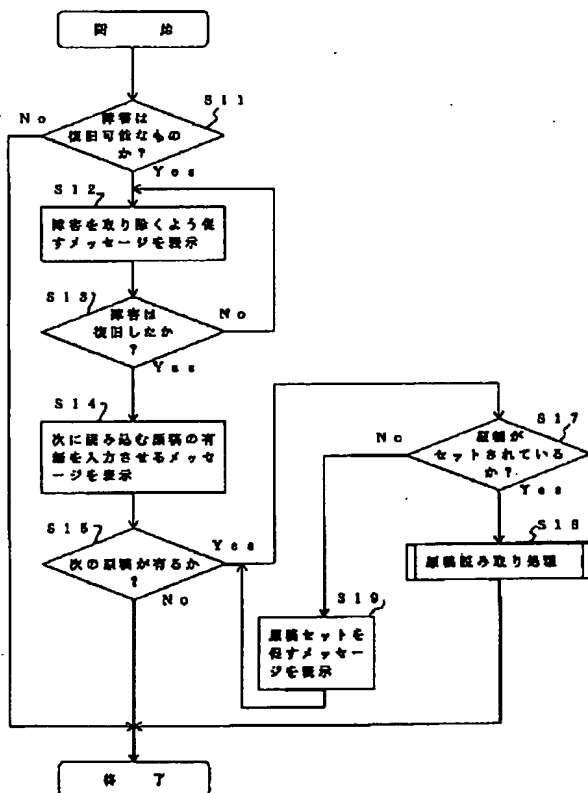 開 始
S11
障害は
復旧可能なもの
か?
No
Yes
S12
障害を取り除くよう促
すメッセージを表示
S13
障害は
復旧したか
?
No
Yes
S14
次に読み込む原稿の有
無を入力させるメッセ
ージを表示
S15
次の原稿が有るか
?
Yes
No
S17
原稿が
セットされている
か?
No
Yes
S18
原稿読み取り処理
S19
原稿セットを
促すメッセー
ジを表示
終 了